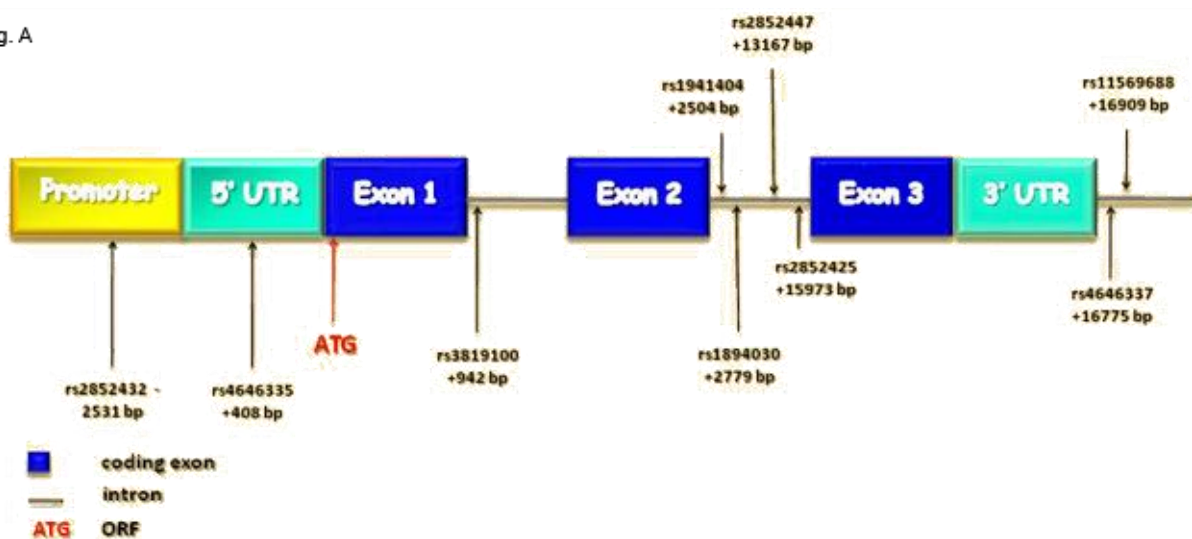 g. A
rs2852447
+13167 bp
rs1941404
+2504 bp
rs11569688
+16909 bp
Promoter
5' UTR
Exon 1
Exon 2
Exon 3
3' UTR
rs2852425
+15973 bp
rs4646337
+16775 bp
ATG
rs3819100
+942 bp
rs1894030
+2779 bp
rs2852432 -
2531 bp
rs4646335
+408 bp
coding exon
intron
ATG ORF